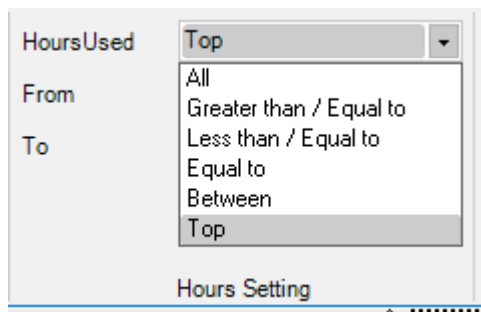 HoursUsed Top
All
From
Greater than / Equal to
Less than / Equal to
To
Equal to
Between
Top
Hours Setting